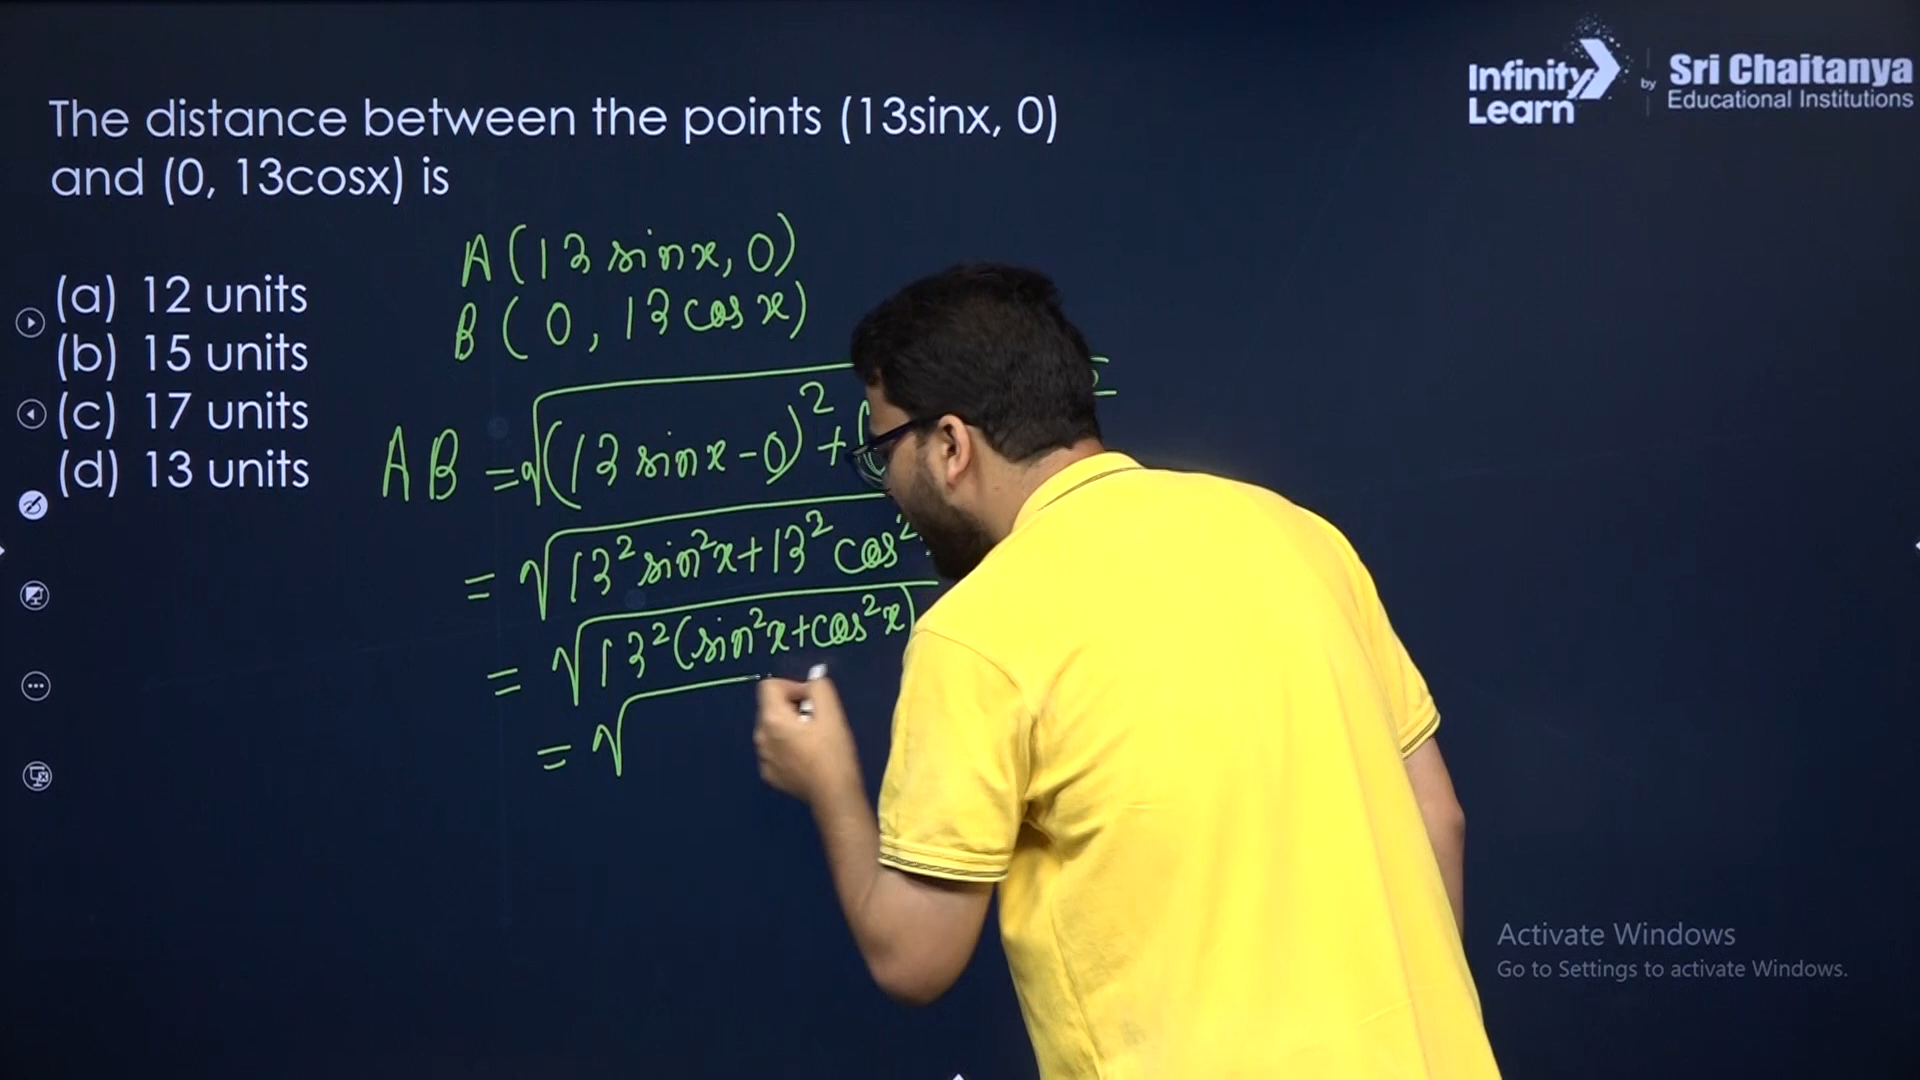 The distance between the points (13sinx, 0)
and (0, 13cosx) is
(a) 12 units
(b) 15 units
(c) 17 units
(d) 13 units
A(13 sinx, 0)
B( 0, 13 cos x)
AB = √(13 sinx - 0)² + (
= √13² sin²x + 13² cos²
= √13² (sin²x + cos²x)
= √
Infinity
Learn
by
Sri Chaitanya
Educational Institutions
Activate Windows
Go to Settings to activate Windows.